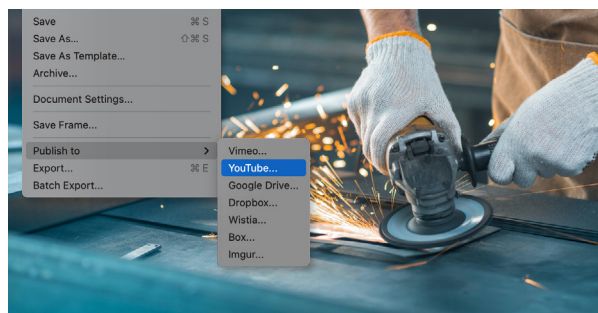 Save ⌘ S
Save As... ⇧ ⌘ S
Save As Template...
Archive...
Document Settings...
Save Frame...
Publish to >
Export... ⌘ E
Batch Export...
Vimeo...
YouTube...
Google Drive...
Dropbox...
Wistia...
Box...
Imgur...